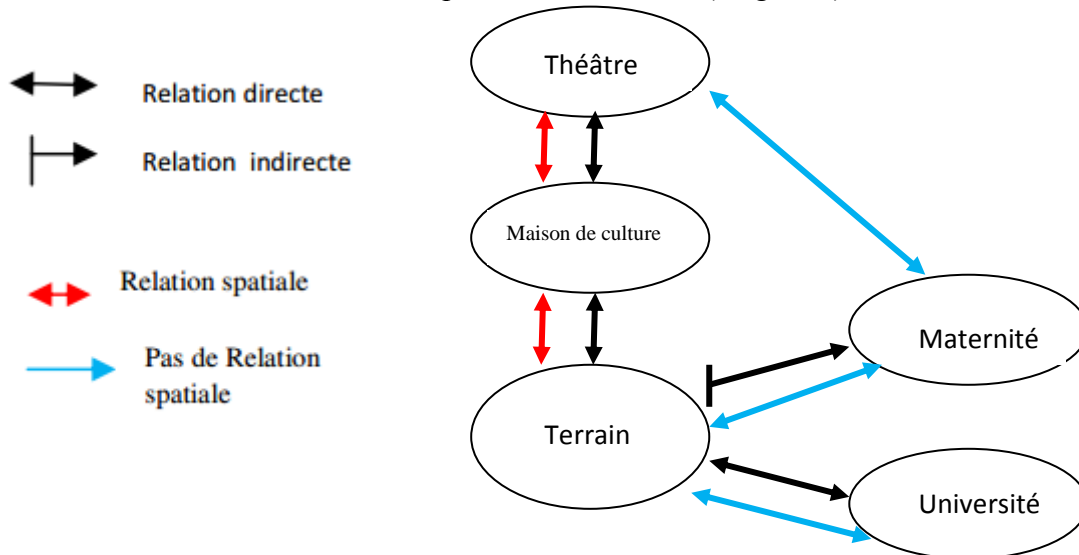 Théâtre
Relation directe
Relation indirecte
Maison de culture
Relation spatiale
Pas de Relation
spatiale
Maternité
Terrain
Université